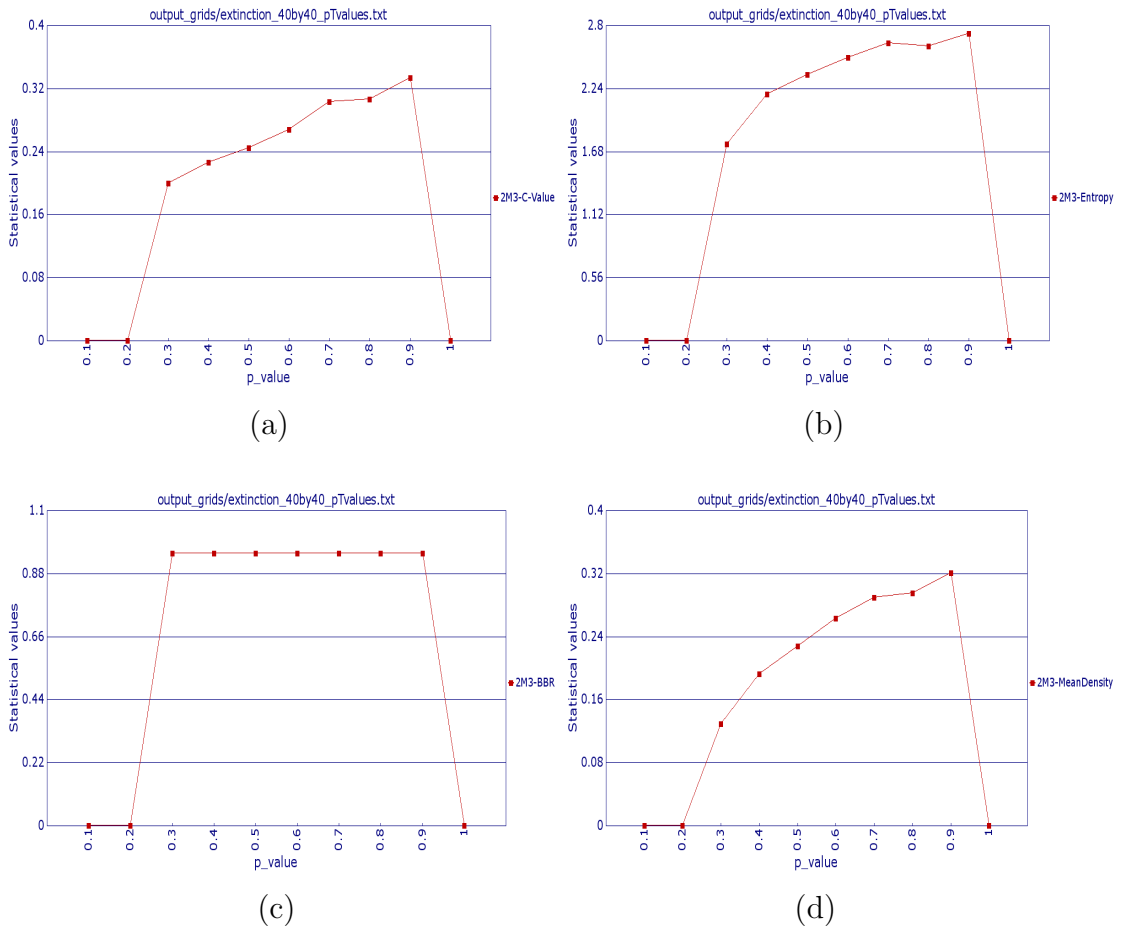 output_grids/extinction_40by40_pTvalues.txt
0.4
0.32
0.24
0.16
0.08
0
Statistical values
0.1 0.2 0.3 0.4 0.5 0.6 0.7 0.8 0.9 1
p_value
2M3-C-Value
(a)
output_grids/extinction_40by40_pTvalues.txt
2.8
2.24
1.68
1.12
0.56
0
Statistical values
0.1 0.2 0.3 0.4 0.5 0.6 0.7 0.8 0.9 1
p_value
2M3-Entropy
(b)
output_grids/extinction_40by40_pTvalues.txt
1.1
0.88
0.66
0.44
0.22
0
Statistical values
0.1 0.2 0.3 0.4 0.5 0.6 0.7 0.8 0.9 1
p_value
2M3-BBR
(c)
output_grids/extinction_40by40_pTvalues.txt
0.4
0.32
0.24
0.16
0.08
0
Statistical values
0.1 0.2 0.3 0.4 0.5 0.6 0.7 0.8 0.9 1
p_value
2M3-MeanDensity
(d)